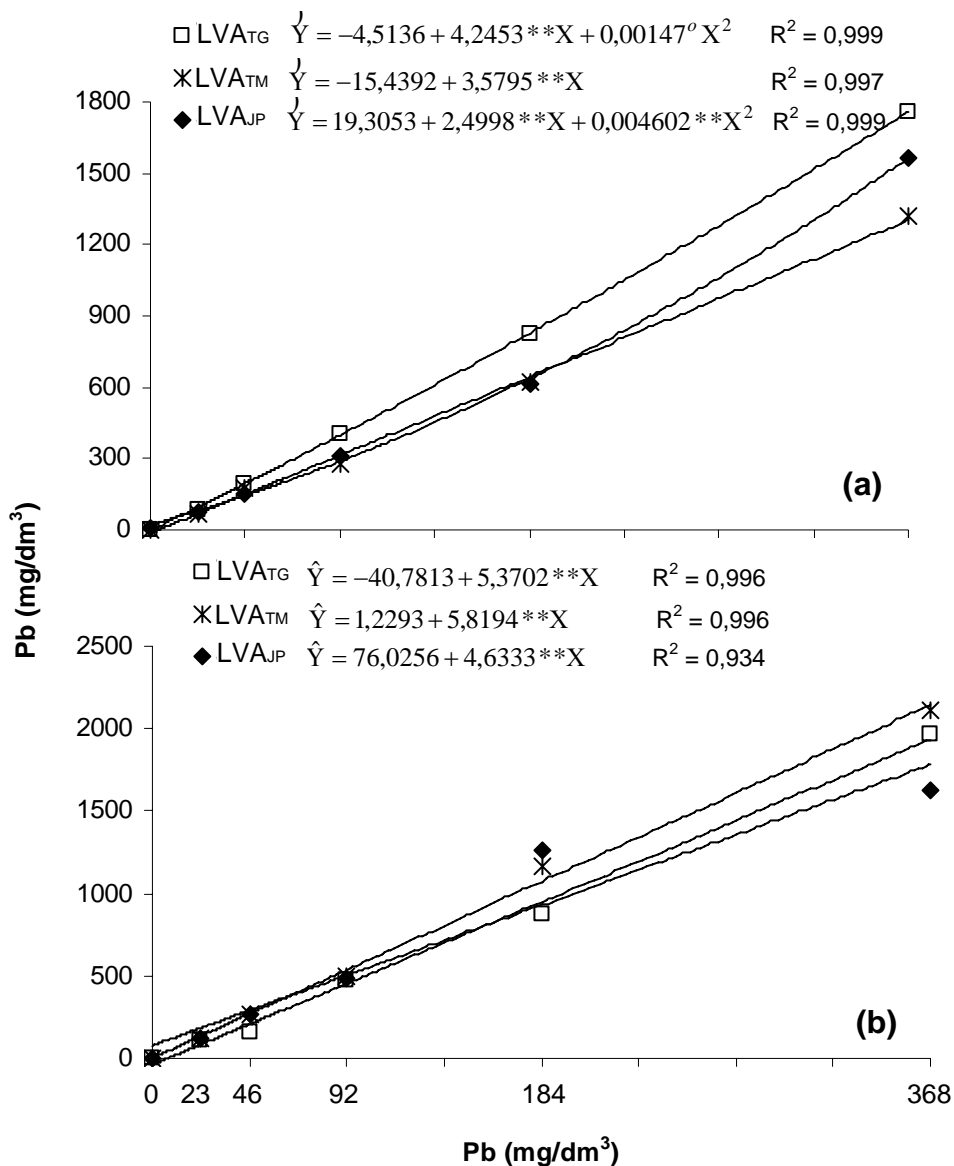 LVATG Ŷ = −4,5136 + 4,2453 **X + 0,00147° X² R² = 0,999
LVATM Ŷ = −15,4392 + 3,5795 **X R² = 0,997
LVAJP Ŷ = 19,3053 + 2,4998 **X + 0,004602 **X² R² = 0,999
1800
1500
1200
900
600
300
0
(a)
Pb (mg/dm³)
LVATG Ŷ = −40,7813 + 5,3702 **X R² = 0,996
LVATM Ŷ = 1,2293 + 5,8194 **X R² = 0,996
LVAJP Ŷ = 76,0256 + 4,6333 **X R² = 0,934
2500
2000
1500
1000
500
0
(b)
0 23 46 92 184 368
Pb (mg/dm³)